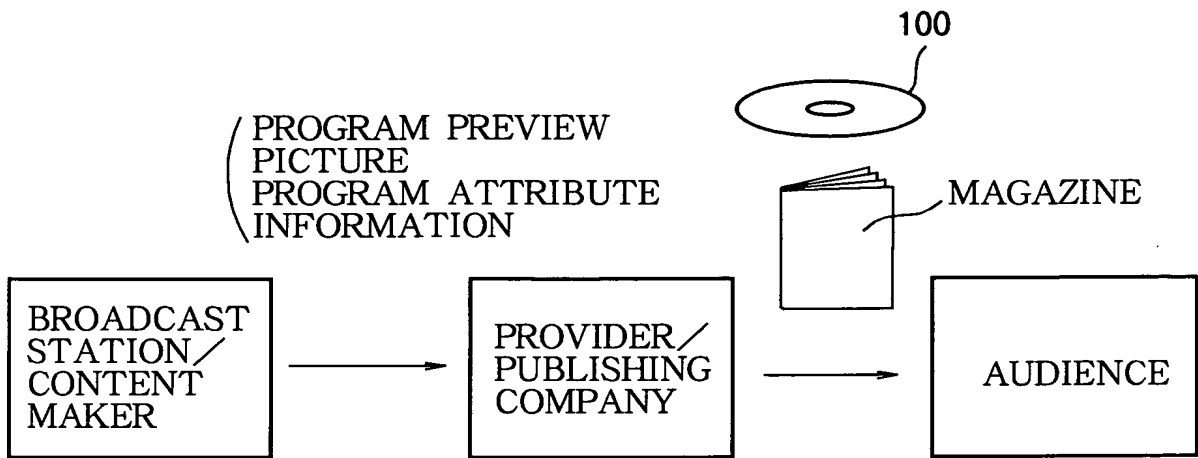 100
PROGRAM PREVIEW
PICTURE
PROGRAM ATTRIBUTE
INFORMATION
MAGAZINE
BROADCAST
STATION/
CONTENT
MAKER
PROVIDER/
PUBLISHING
COMPANY
AUDIENCE